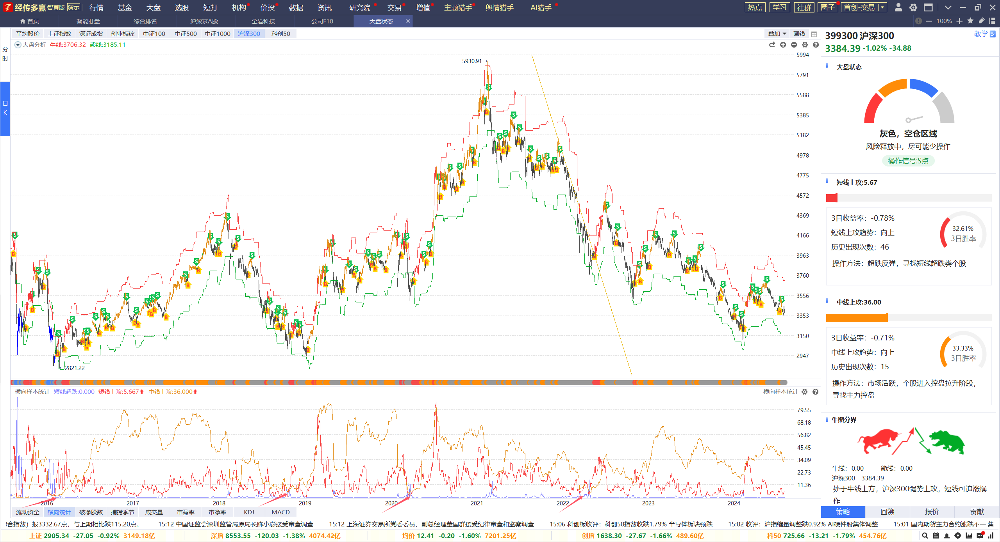 经传多赢 智尊版 演示 行情 基金 大盘 选股 短打 机构 价投 数据 资讯 研究院 交易 增值 主题猎手 舆情猎手 AI猎手 热点 学习 社群 圈子 首创-交易
首页 智能盯盘 综合排名 沪深京A股 金溢科技 公司F10 大盘状态 100%
平均股价 上证指数 深证成指 创业板综 中证100 中证500 中证1000 沪深300 科创50 叠加 画线
大盘分析 牛线:3706.32 熊线:3185.11
分时
日K
5994
5791
5588
5385
5182
4978
4775
4572
4369
4166
3963
3760
3556
3353
3150
2947
5930.91→
←2821.22
横向样本统计 短线超跌:0.000 短线上攻:5.667 中线上攻:36.000 横向样本统计
79.55
68.18
56.82
45.45
34.09
22.73
11.36
2016 2017 2018 2019 2020 2021 2022 2023 2024
流动资金 横向统计 破净股数 捕捞季节 成交量 市盈率 市净率 KDJ MACD
399300 沪深300 教学
3384.39 -1.02% -34.88
大盘状态
灰色，空仓区域
风险释放中，尽可能少操作
操作信号:S点
短线上攻:5.67
3日收益率：-0.78%
短线上攻趋势：向上
历史出现次数：46
32.61%
3日胜率
操作方法：超跌反弹，寻找短线超跌类个股
中线上攻:36.00
3日收益率：-0.71%
中线上攻趋势：向上
历史出现次数：15
33.33%
3日胜率
操作方法：市场活跃，个股进入控盘拉升阶段，
寻找主力控盘
牛熊分界
牛线：0.00 熊线：0.00
沪深300 3384.39
处于牛线上方，沪深300强势上攻，短线可追涨操
作
策略 回溯 报价 贡献
合指数）报3332.67点，与上期相比跌115.20点。 15:12 中国证监会深圳监管局原局长陈小澎接受审查调查 15:12 上海证券交易所党委委员、副总经理董国群接受纪律审查和监察调查 15:06 科创板收评：科创50指数收跌1.79% 半导体板块领跌 15:02 收评：沪指缩量调整跌0.92% AI硬件股集体调整 15:01 国内期货主力合约涨跌不一 集
上证 2905.34 -27.05 -0.92% 3149.18亿 深指 8553.55 -120.03 -1.38% 4074.42亿 均价 12.41 -0.20 -1.60% 7201.25亿 创指 1638.30 -27.67 -1.66% 489.60亿 科50 725.66 -13.21 -1.79% 454.76亿